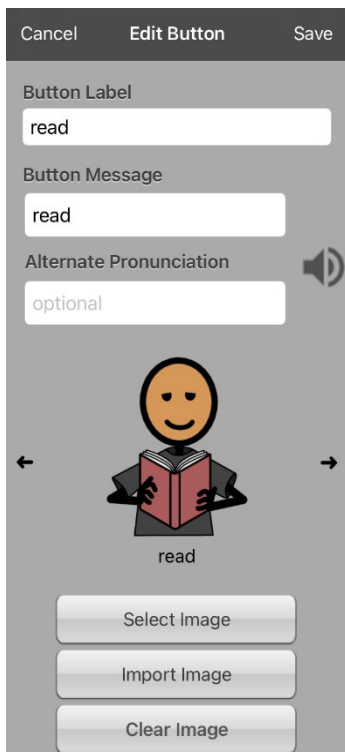 Cancel Edit Button Save
Button Label
read
Button Message
read
Alternate Pronunciation
optional
read
Select Image
Import Image
Clear Image